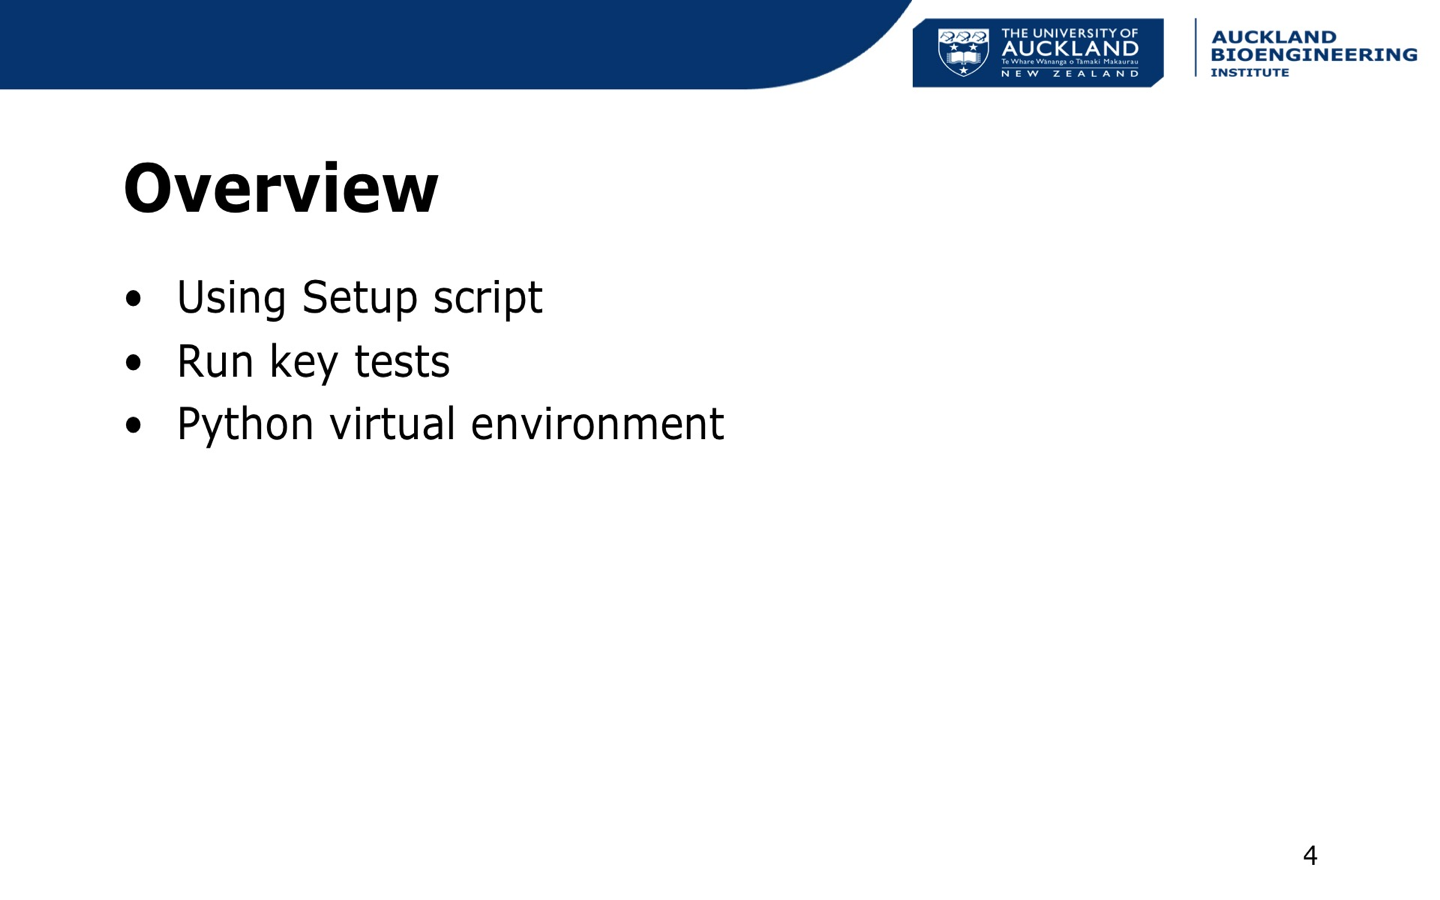 THE UNIVERSITY OF
AUCKLAND
Te Whare Wānanga o Tāmaki Makaurau
NEW ZEALAND
AUCKLAND
BIOENGINEERING
INSTITUTE
Overview
• Using Setup script
• Run key tests
• Python virtual environment
4